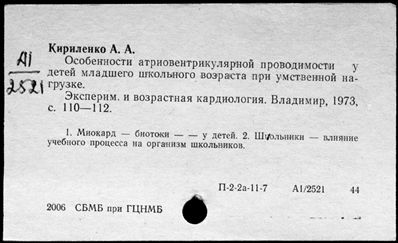 Кириленко А. А.
А1
2521
Особенности атриовентрикулярной проводимости у
детей младшего школьного возраста при умственной на-
грузке.
Эксперим. и возрастная кардиология. Владимир, 1973,
с. 110—112.
1. Миокард — биотоки — — у детей. 2. Школьники — влияние
учебного процесса на организм школьников.
П-2-2а-11-7 А1/2521 44
2006 СБМБ при ГЦНМБ